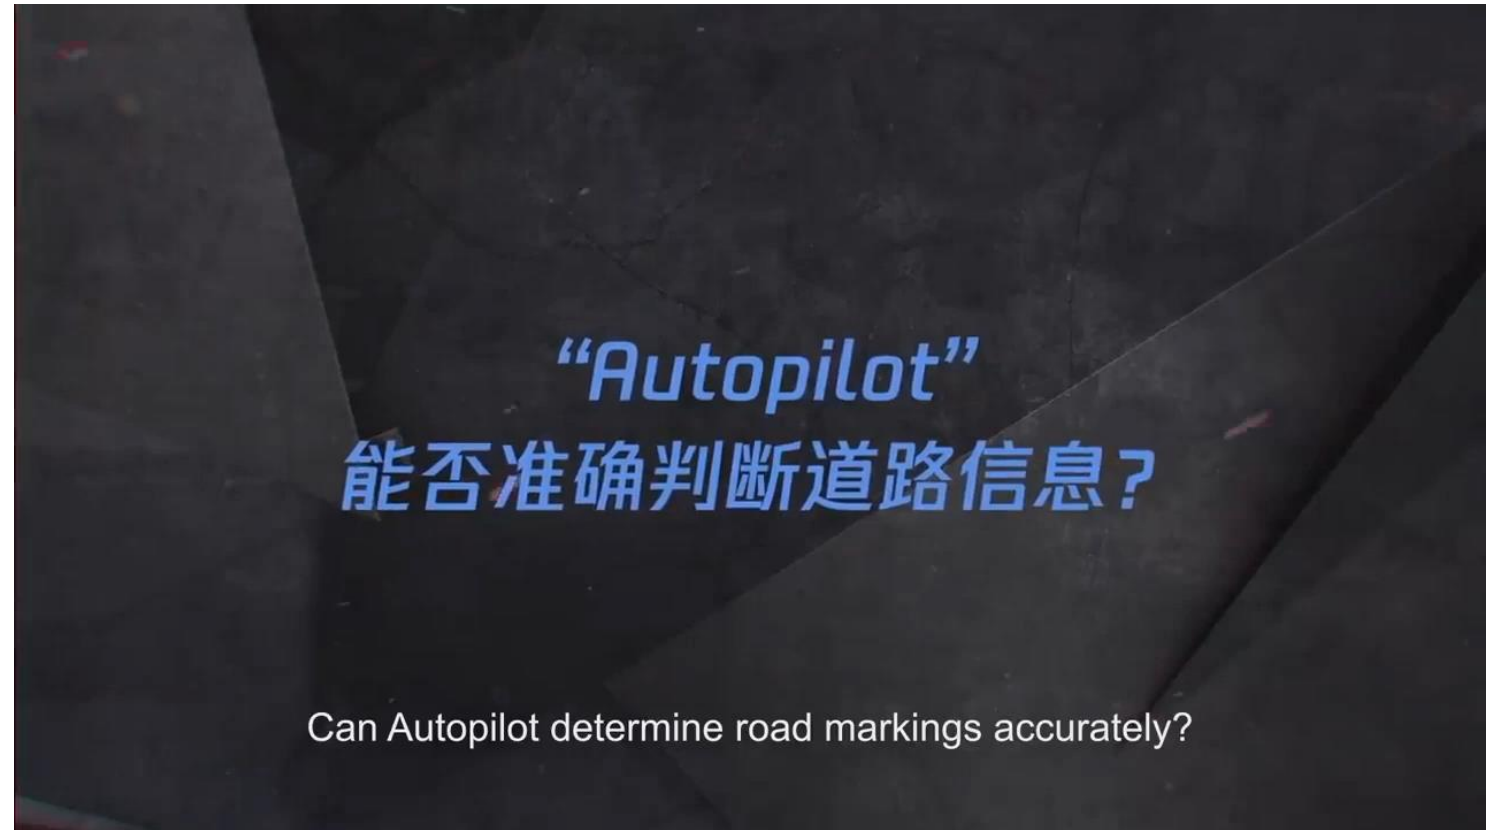 “Autopilot”
能否准确判断道路信息?
Can Autopilot determine road markings accurately?